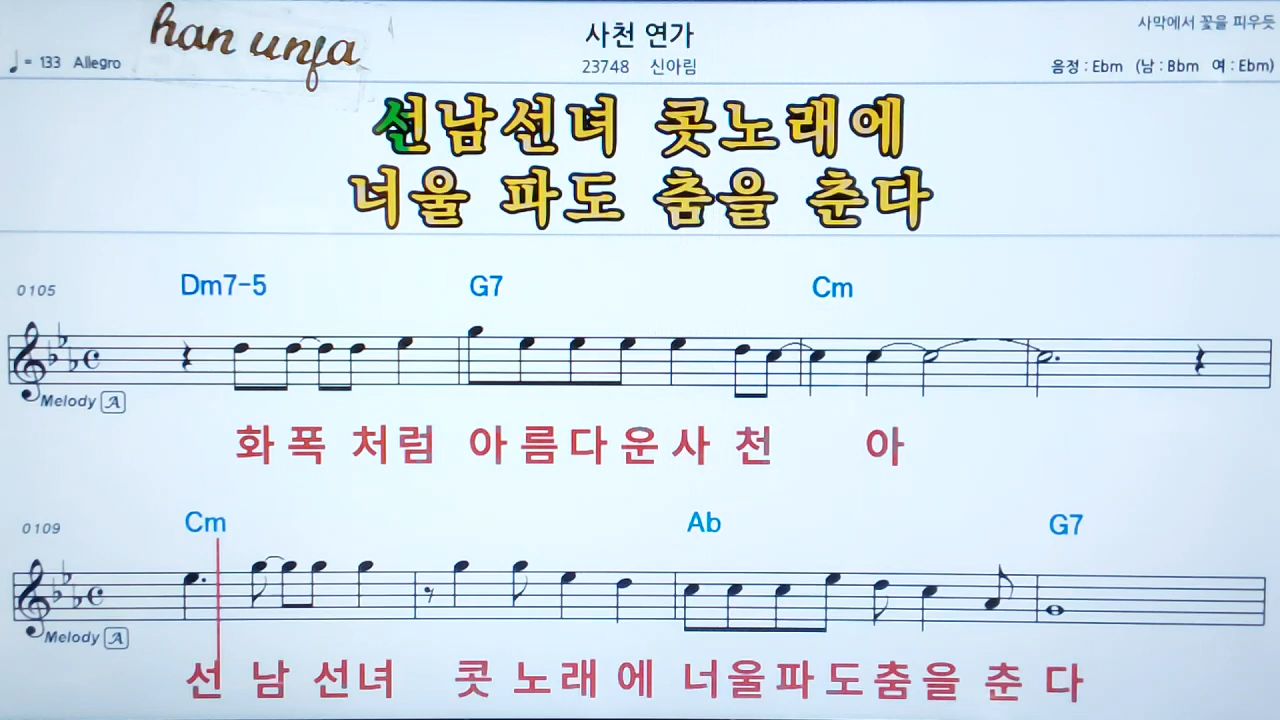 han unfa
사천 연가
사막에서 꽃을 피우듯
♩ = 133 Allegro
23748 신아림
음정 : Ebm (남 : Bbm 여 : Ebm)
선남선녀 콧노래에
너울 파도 춤을 춘다
0105 Dm7-5 G7 Cm
Melody A
화 폭 처럼 아 름 다 운 사 천 아
0109 Cm Ab G7
Melody A
선 남 선녀 콧 노 래 에 너 울 파 도 춤 을 춘 다